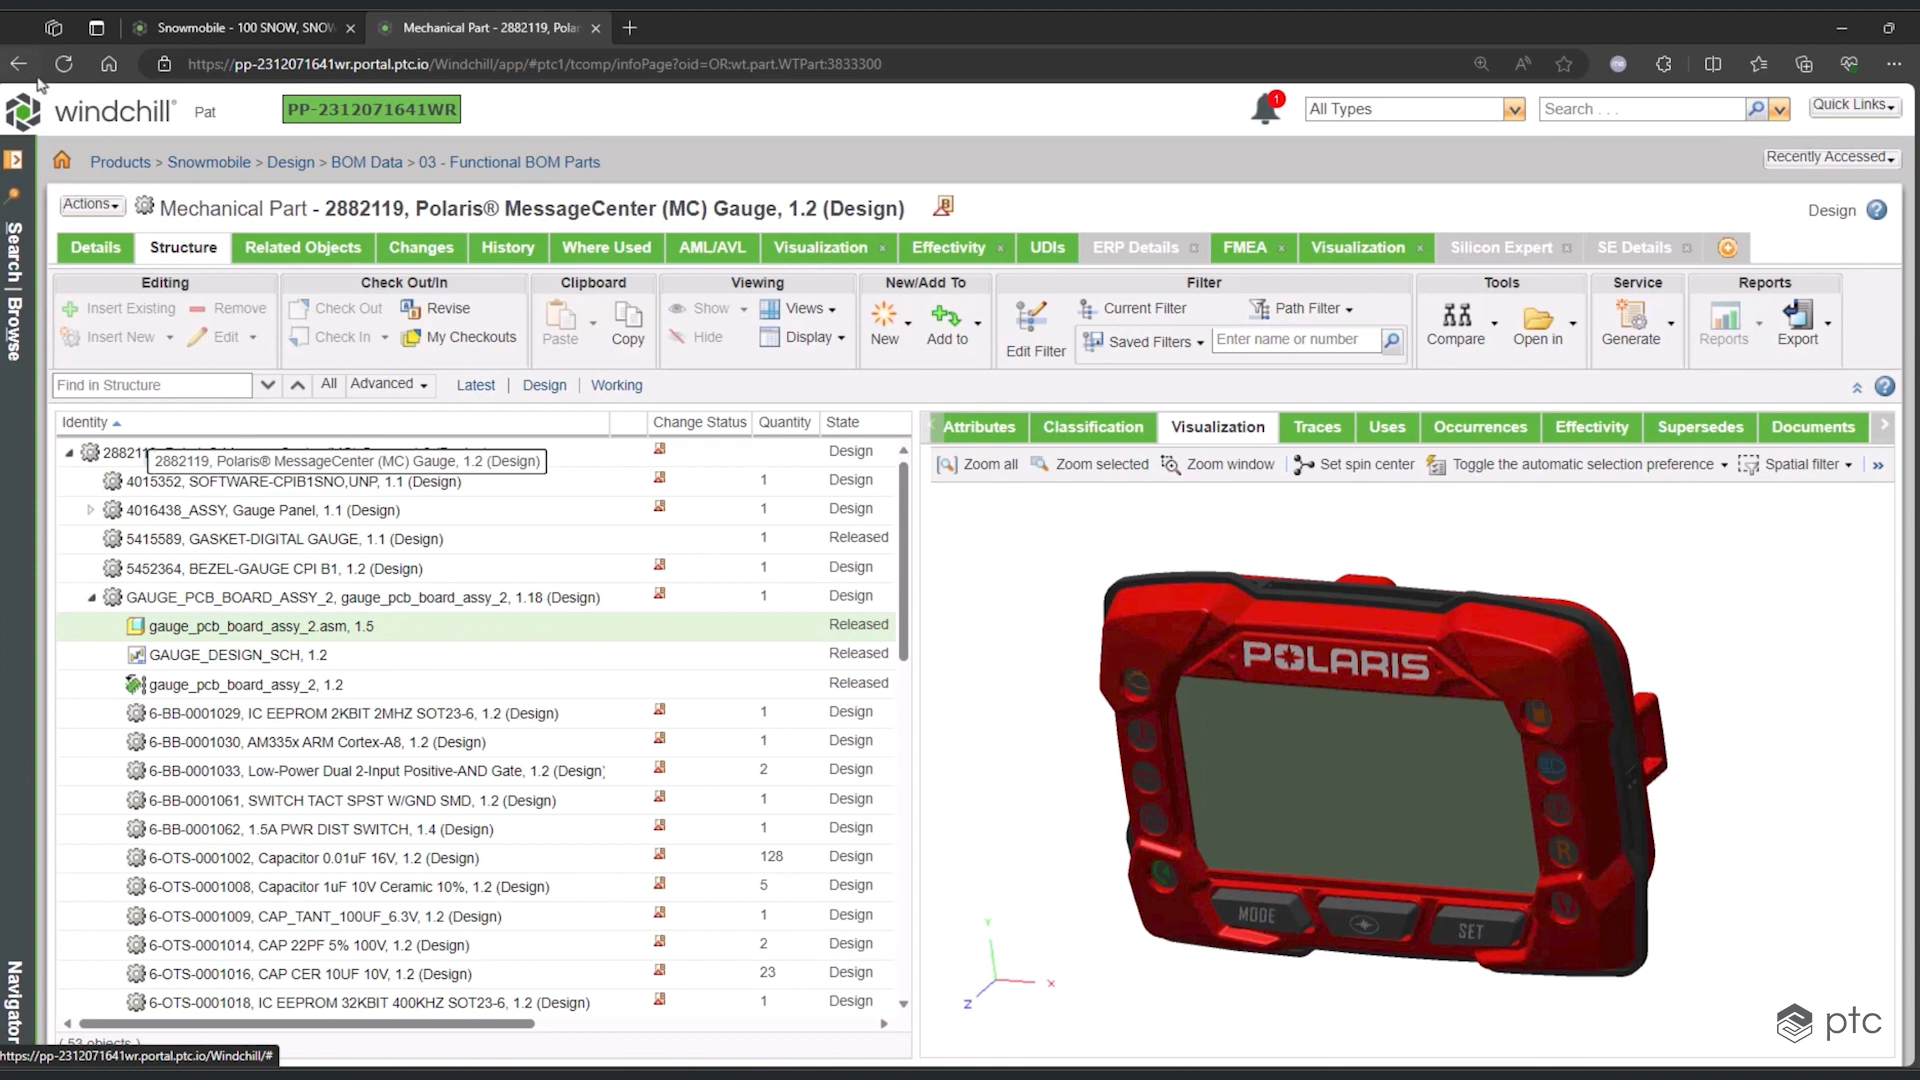 Snowmobile - 100 SNOW, SNOW
Mechanical Part - 2882119, Polar
https://pp-2312071641wr.portal.ptc.io/Windchill/app/#ptc1/tcomp/infoPage?oid=OR:wt.part.WTPart:3833300
windchill® Pat PP-2312071641WR
1 All Types Search . . . Quick Links
Products > Snowmobile > Design > BOM Data > 03 - Functional BOM Parts
Recently Accessed
Actions Mechanical Part - 2882119, Polaris® MessageCenter (MC) Gauge, 1.2 (Design)
Design
Details Structure Related Objects Changes History Where Used AML/AVL Visualization Effectivity UDIs ERP Details FMEA Visualization Silicon Expert SE Details
Editing Check Out/In Clipboard Viewing New/Add To Filter Tools Service Reports
Insert Existing Remove Check Out Revise Show Views Current Filter Path Filter
Insert New Edit Check In My Checkouts Paste Copy Hide Display New Add to Edit Filter Saved Filters Enter name or number Compare Open in Generate Reports Export
Find in Structure All Advanced Latest | Design | Working
Search | Browse
Navigator
Identity Change Status Quantity State
Design
2882119, Polaris® MessageCenter (MC) Gauge, 1.2 (Design)
4015352, SOFTWARE-CPIB1SNO,UNP, 1.1 (Design) 1 Design
4016438_ASSY, Gauge Panel, 1.1 (Design) 1 Design
5415589, GASKET-DIGITAL GAUGE, 1.1 (Design) 1 Released
5452364, BEZEL-GAUGE CPI B1, 1.2 (Design) 1 Design
GAUGE_PCB_BOARD_ASSY_2, gauge_pcb_board_assy_2, 1.18 (Design) 1 Design
gauge_pcb_board_assy_2.asm, 1.5 Released
GAUGE_DESIGN_SCH, 1.2 Released
gauge_pcb_board_assy_2, 1.2 Released
6-BB-0001029, IC EEPROM 2KBIT 2MHZ SOT23-6, 1.2 (Design) 1 Design
6-BB-0001030, AM335x ARM Cortex-A8, 1.2 (Design) 1 Design
6-BB-0001033, Low-Power Dual 2-Input Positive-AND Gate, 1.2 (Design) 2 Design
6-BB-0001061, SWITCH TACT SPST W/GND SMD, 1.2 (Design) 1 Design
6-BB-0001062, 1.5A PWR DIST SWITCH, 1.4 (Design) 1 Design
6-OTS-0001002, Capacitor 0.01uF 16V, 1.2 (Design) 128 Design
6-OTS-0001008, Capacitor 1uF 10V Ceramic 10%, 1.2 (Design) 5 Design
6-OTS-0001009, CAP_TANT_100UF_6.3V, 1.2 (Design) 1 Design
6-OTS-0001014, CAP 22PF 5% 100V, 1.2 (Design) 2 Design
6-OTS-0001016, CAP CER 10UF 10V, 1.2 (Design) 23 Design
6-OTS-0001018, IC EEPROM 32KBIT 400KHZ SOT23-6, 1.2 (Design) 1 Design
( 53 objects )
https://pp-2312071641wr.portal.ptc.io/Windchill/#
Attributes Classification Visualization Traces Uses Occurrences Effectivity Supersedes Documents
Zoom all Zoom selected Zoom window Set spin center Toggle the automatic selection preference Spatial filter
POLARIS
R
MODE SET
Y
X
Z
ptc